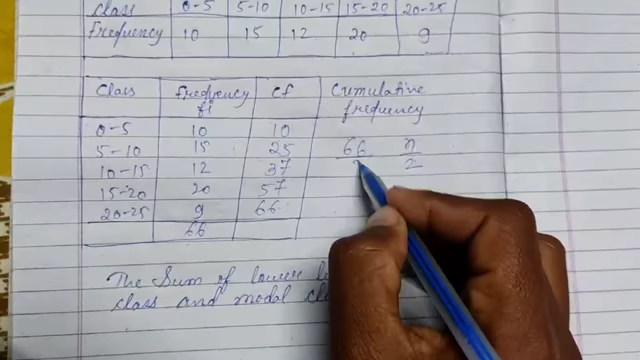 class 0-5 5-10 10-15 15-20 20-25
Frequency 10 15 12 20 9
Class Frequency fi Cf Cumulative frequency
0-5 10 10
5-10 15 25 66 n
10-15 12 37 2
15-20 20 57
20-25 9 66
66
The Sum of lower
class and modal